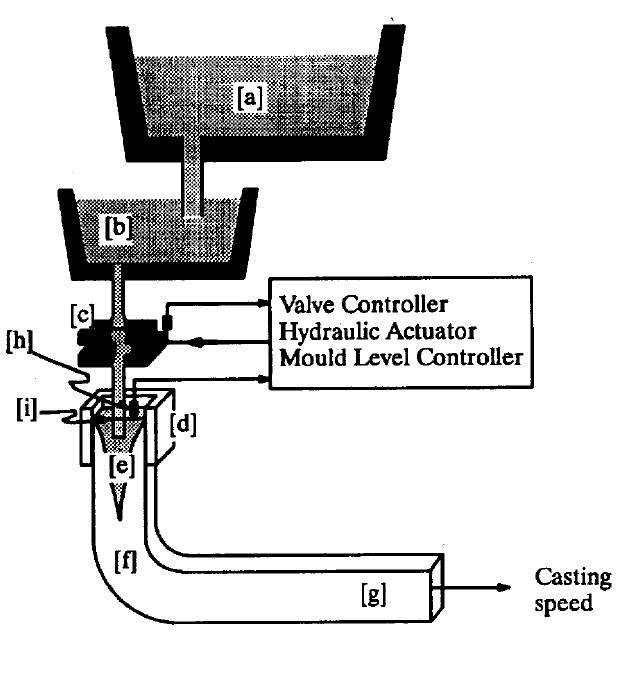 [a]
[b]
[c]
Valve Controller
Hydraulic Actuator
Mould Level Controller
[h]
[i]
[d]
[e]
[f]
[g]
Casting
speed